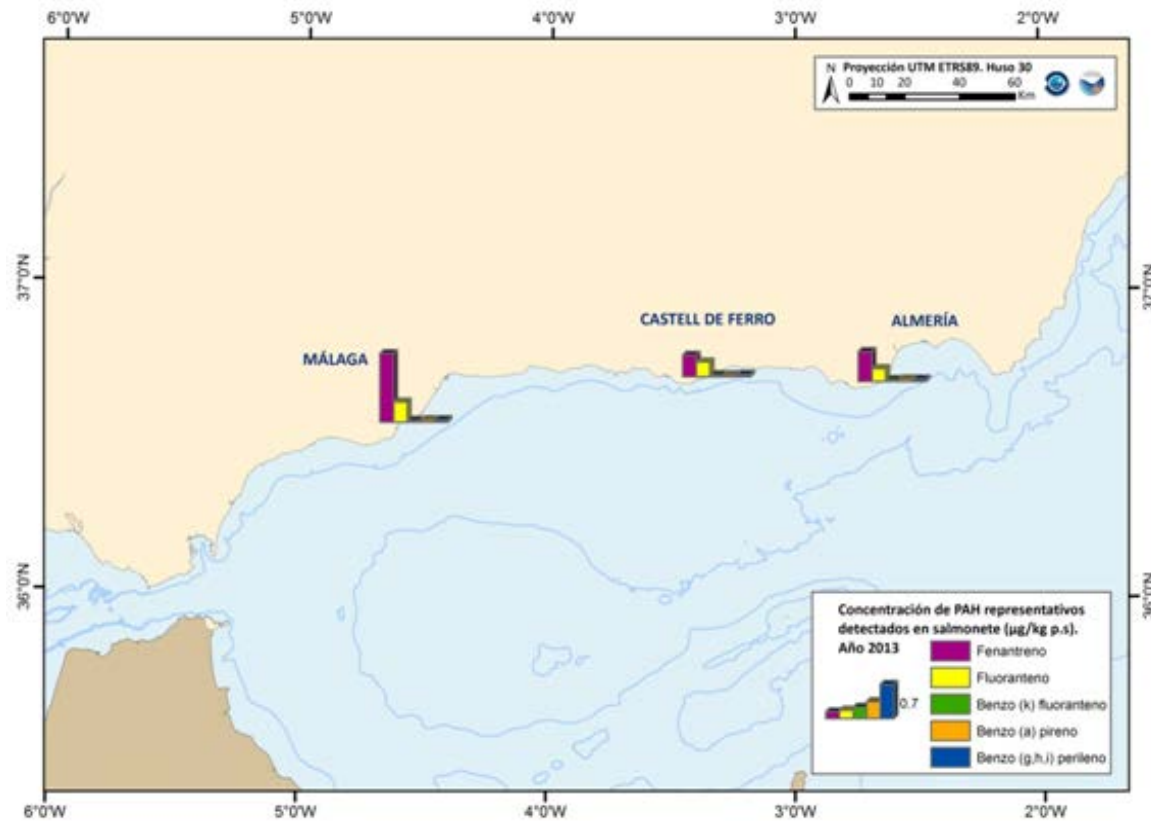 6°0'W 5°0'W 4°0'W 3°0'W 2°0'W
N Proyección UTM ETRS89. Huso 30
0 10 20 40 60
Km
37°0'N 37°0'N
CASTELL DE FERRO
ALMERÍA
MÁLAGA
36°0'N 36°0'N
Concentración de PAH representativos
detectados en salmonete (µg/kg p.s).
Año 2013
Fenantreno
Fluoranteno
0.7
Benzo (k) fluoranteno
Benzo (a) pireno
Benzo (g,h,i) perileno
6°0'W 5°0'W 4°0'W 3°0'W 2°0'W